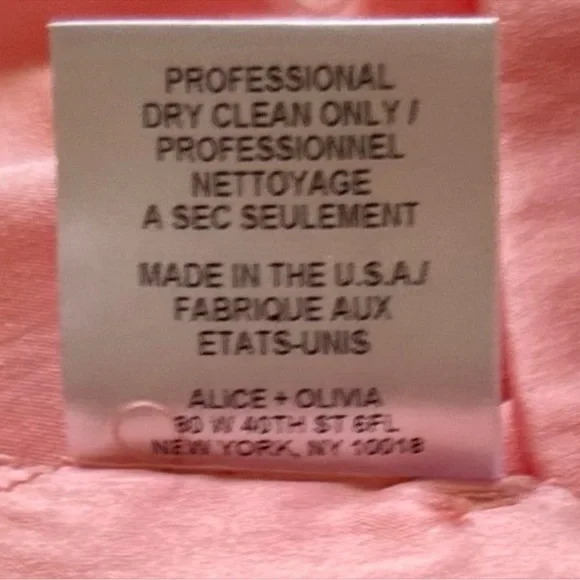 PROFESSIONAL
DRY CLEAN ONLY /
PROFESSIONNEL
NETTOYAGE
A SEC SEULEMENT
MADE IN THE U.S.A./
FABRIQUE AUX
ETATS-UNIS
ALICE + OLIVIA
80 W 40TH ST 6FL
NEW YORK, NY 10018